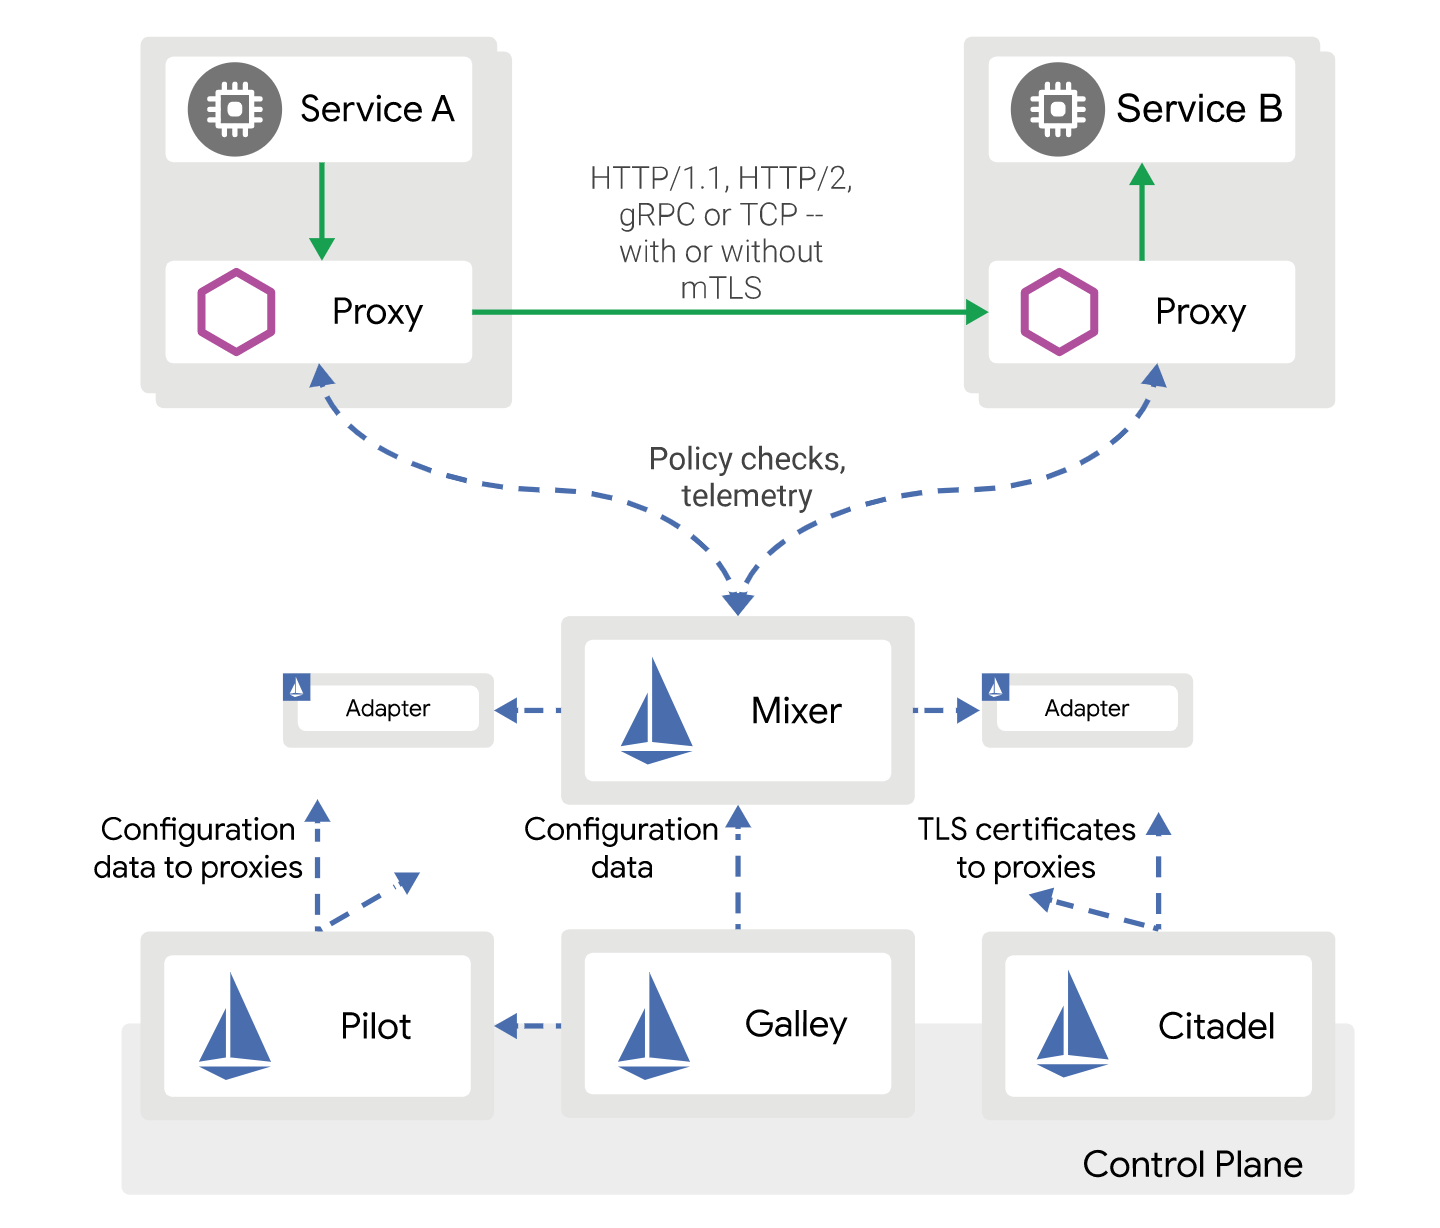 Service A
Service B
HTTP/1.1, HTTP/2,
gRPC or TCP --
with or without
mTLS
Proxy
Proxy
Policy checks,
telemetry
Adapter
Mixer
Adapter
Configuration
data to proxies
Configuration
data
TLS certificates
to proxies
Pilot
Galley
Citadel
Control Plane